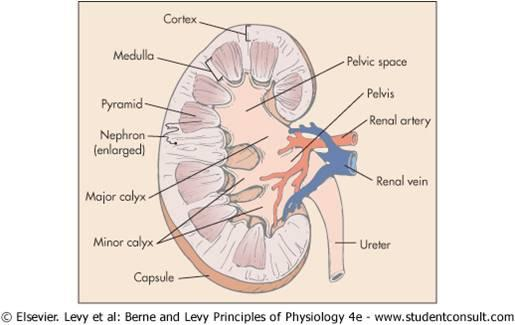 Cortex
Medulla
Pyramid
Nephron
(enlarged)
Major calyx
Minor calyx
Capsule
Pelvic space
Pelvis
Renal artery
Renal vein
Ureter
© Elsevier. Levy et al: Berne and Levy Principles of Physiology 4e - www.studentconsult.com